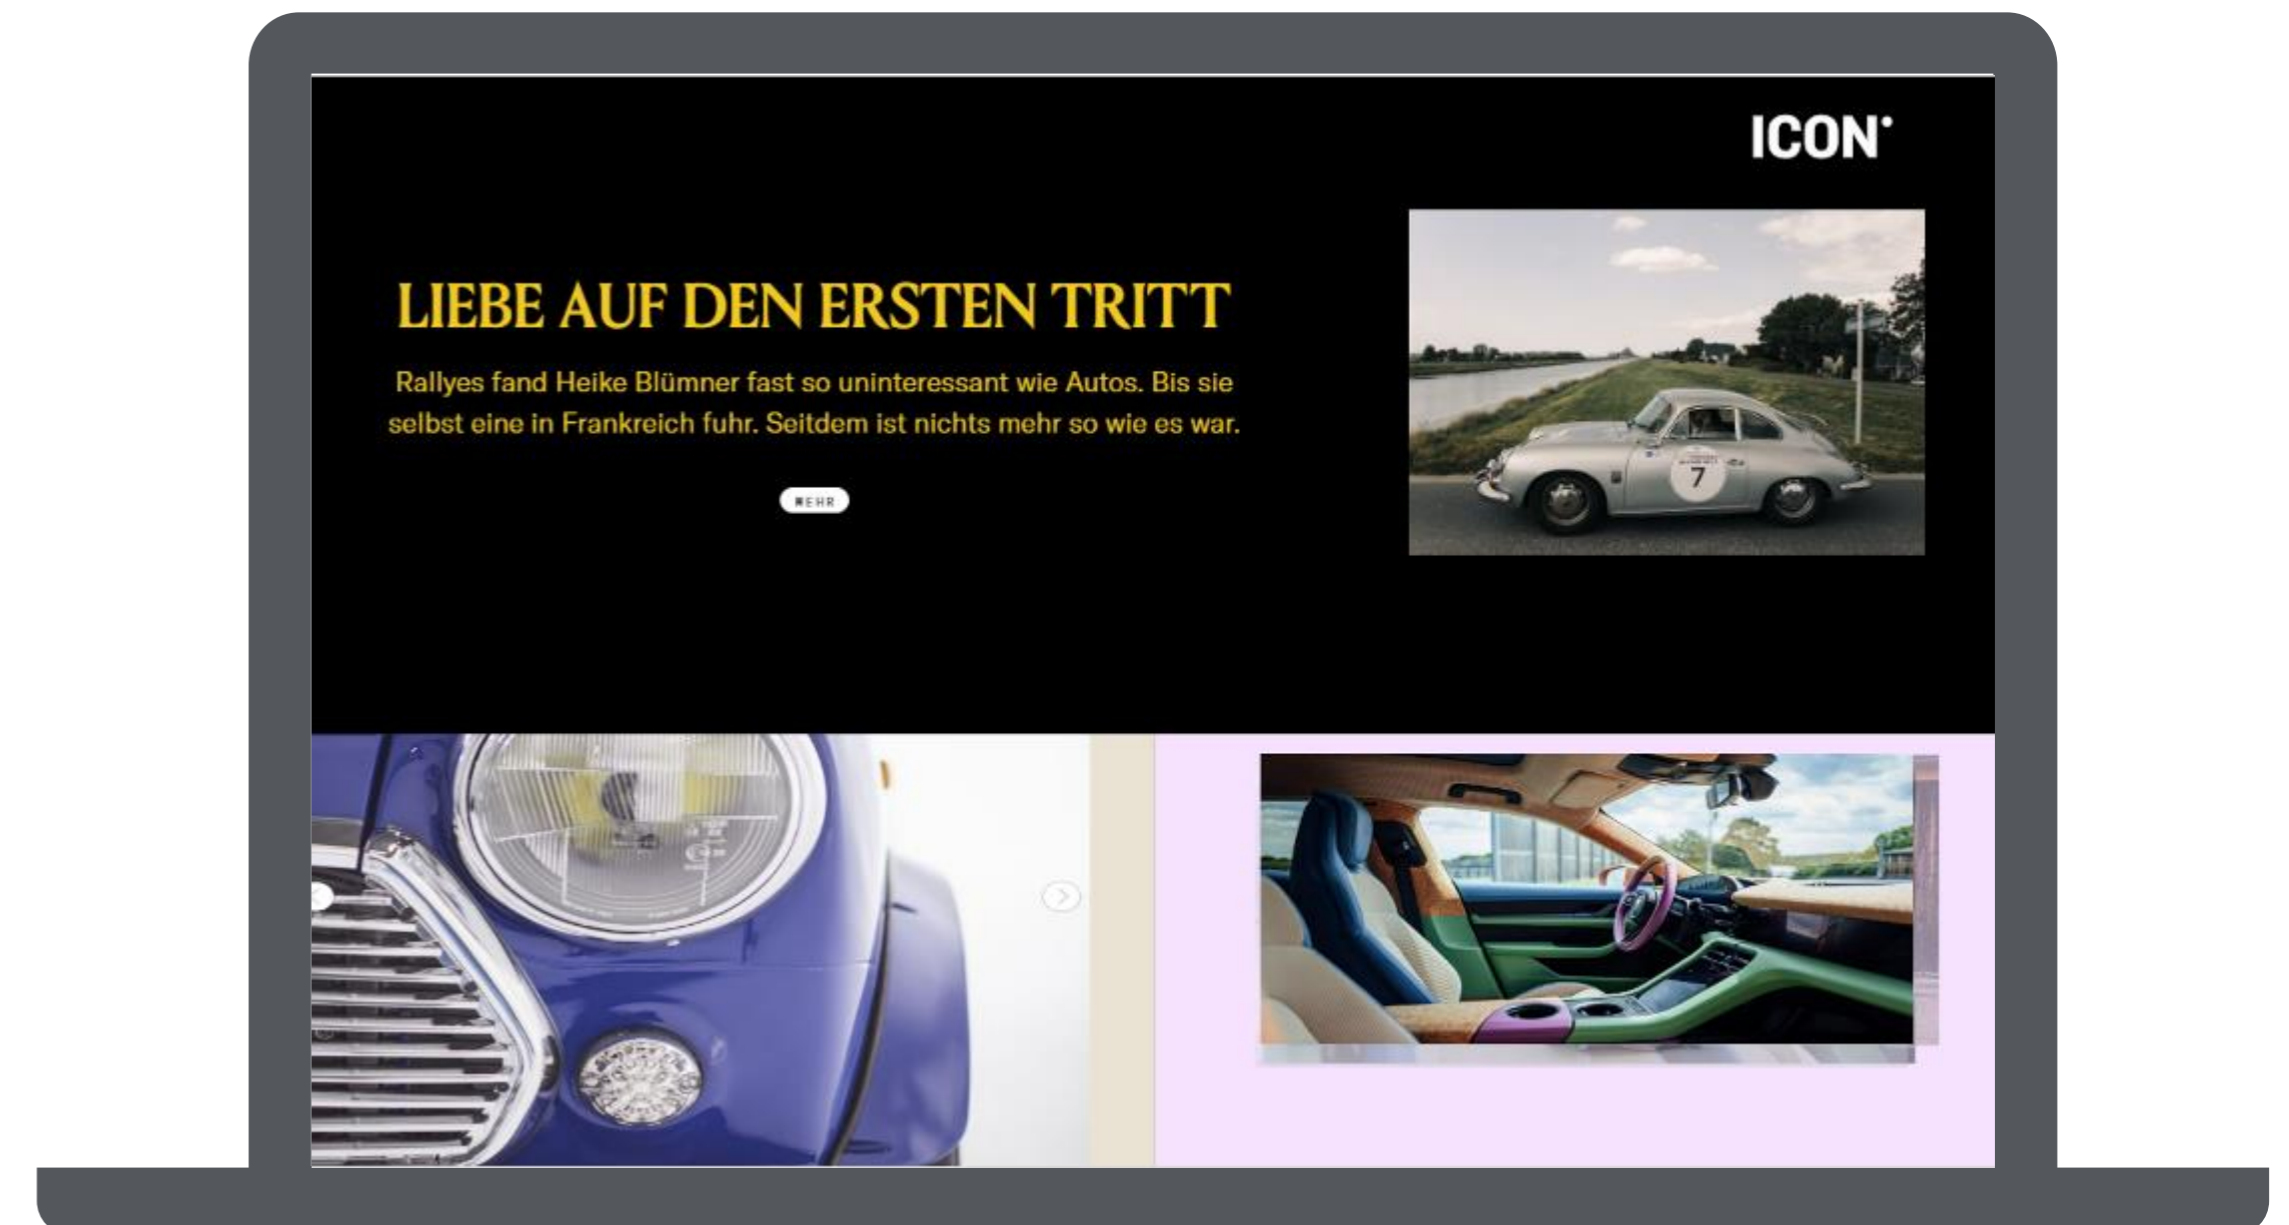 ICON
LIEBE AUF DEN ERSTEN TRITT
Rallyes fand Heike Blümner fast so uninteressant wie Autos. Bis sie
selbst eine in Frankreich fuhr. Seitdem ist nichts mehr so wie es war.
MEHR
7